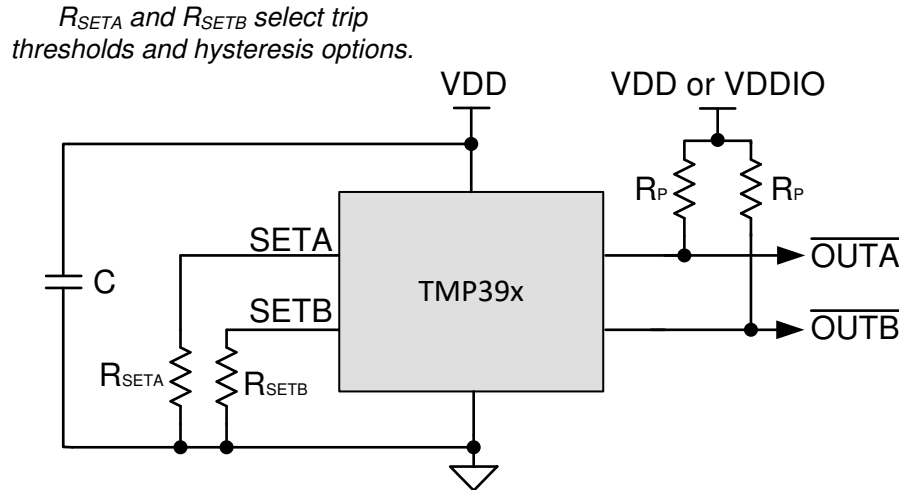 RSETA and RSETB select trip
thresholds and hysteresis options.
VDD
VDD or VDDIO
RP
RP
SETA
OUTA
C
TMP39x
SETB
OUTB
RSETA
RSETB